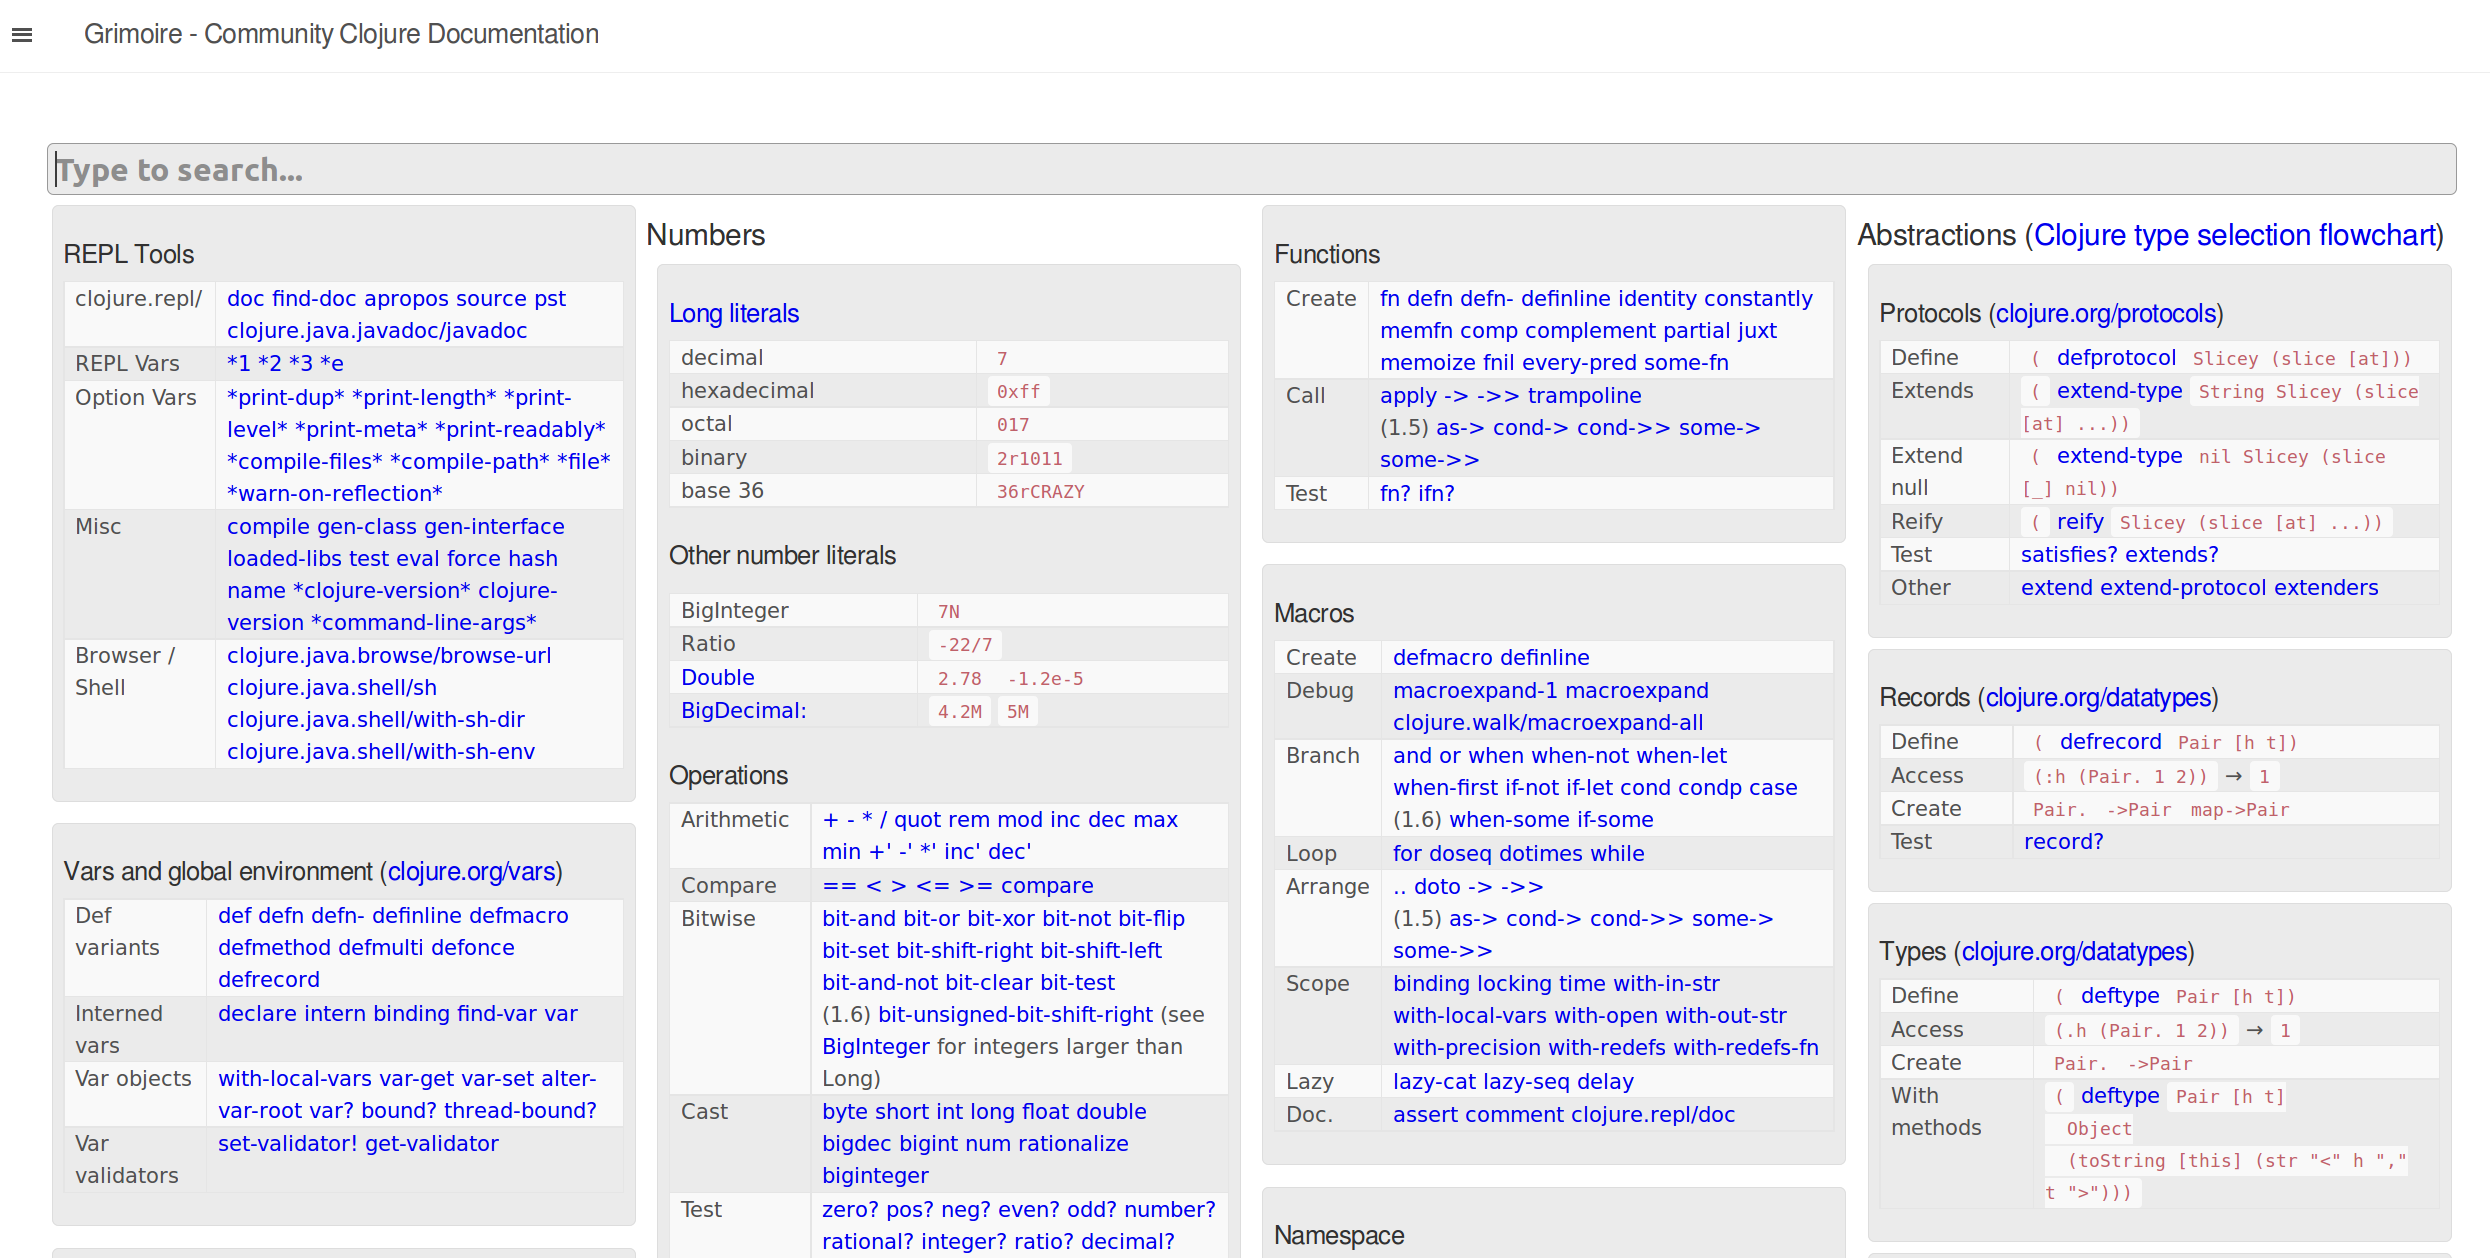 Grimoire - Community Clojure Documentation
Type to search...
REPL Tools
clojure.repl/ doc find-doc apropos source pst
clojure.java.javadoc/javadoc
REPL Vars *1 *2 *3 *e
Option Vars *print-dup* *print-length* *print-
level* *print-meta* *print-readably*
*compile-files* *compile-path* *file*
*warn-on-reflection*
Misc compile gen-class gen-interface
loaded-libs test eval force hash
name *clojure-version* clojure-
version *command-line-args*
Browser / clojure.java.browse/browse-url
Shell clojure.java.shell/sh
clojure.java.shell/with-sh-dir
clojure.java.shell/with-sh-env
Vars and global environment (clojure.org/vars)
Def def defn defn- definline defmacro
variants defmethod defmulti defonce
defrecord
Interned declare intern binding find-var var
vars
Var objects with-local-vars var-get var-set alter-
var-root var? bound? thread-bound?
Var set-validator! get-validator
validators
Numbers
Long literals
decimal 7
hexadecimal 0xff
octal 017
binary 2r1011
base 36 36rCRAZY
Other number literals
BigInteger 7N
Ratio -22/7
Double 2.78 -1.2e-5
BigDecimal: 4.2M 5M
Operations
Arithmetic + - * / quot rem mod inc dec max
min +' -' *' inc' dec'
Compare == < > <= >= compare
Bitwise bit-and bit-or bit-xor bit-not bit-flip
bit-set bit-shift-right bit-shift-left
bit-and-not bit-clear bit-test
(1.6) bit-unsigned-bit-shift-right (see
BigInteger for integers larger than
Long)
Cast byte short int long float double
bigdec bigint num rationalize
biginteger
Test zero? pos? neg? even? odd? number?
rational? integer? ratio? decimal?
Functions
Create fn defn defn- definline identity constantly
memfn comp complement partial juxt
memoize fnil every-pred some-fn
Call apply -> ->> trampoline
(1.5) as-> cond-> cond->> some->
some->>
Test fn? ifn?
Macros
Create defmacro definline
Debug macroexpand-1 macroexpand
clojure.walk/macroexpand-all
Branch and or when when-not when-let
when-first if-not if-let cond condp case
(1.6) when-some if-some
Loop for doseq dotimes while
Arrange .. doto -> ->>
(1.5) as-> cond-> cond->> some->
some->>
Scope binding locking time with-in-str
with-local-vars with-open with-out-str
with-precision with-redefs with-redefs-fn
Lazy lazy-cat lazy-seq delay
Doc. assert comment clojure.repl/doc
Namespace
Abstractions (Clojure type selection flowchart)
Protocols (clojure.org/protocols)
Define ( defprotocol Slicey (slice [at]))
Extends ( extend-type String Slicey (slice
[at] ...))
Extend ( extend-type nil Slicey (slice
null [_] nil))
Reify ( reify Slicey (slice [at] ...))
Test satisfies? extends?
Other extend extend-protocol extenders
Records (clojure.org/datatypes)
Define ( defrecord Pair [h t])
Access (:h (Pair. 1 2)) → 1
Create Pair. ->Pair map->Pair
Test record?
Types (clojure.org/datatypes)
Define ( deftype Pair [h t])
Access (.h (Pair. 1 2)) → 1
Create Pair. ->Pair
With ( deftype Pair [h t]
methods Object
(toString [this] (str "<" h ","
t ">")))